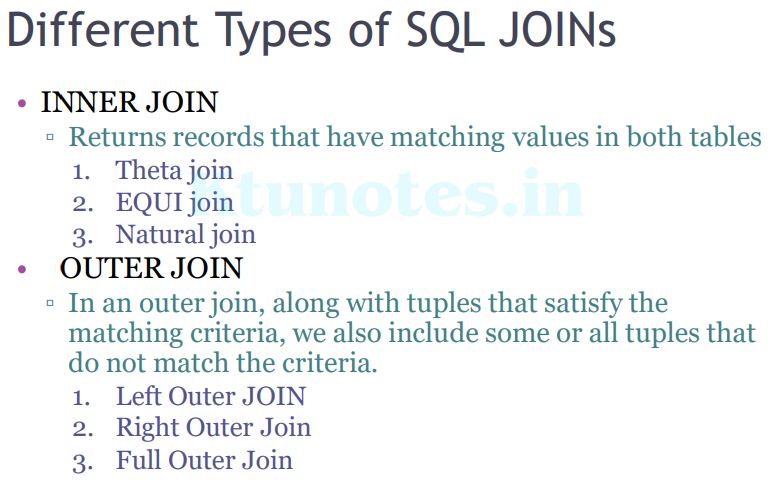 Different Types of SQL JOINs
• INNER JOIN
▫ Returns records that have matching values in both tables
1. Theta join
2. EQUI join
3. Natural join
ktunotes.in
• OUTER JOIN
▫ In an outer join, along with tuples that satisfy the
matching criteria, we also include some or all tuples that
do not match the criteria.
1. Left Outer JOIN
2. Right Outer Join
3. Full Outer Join